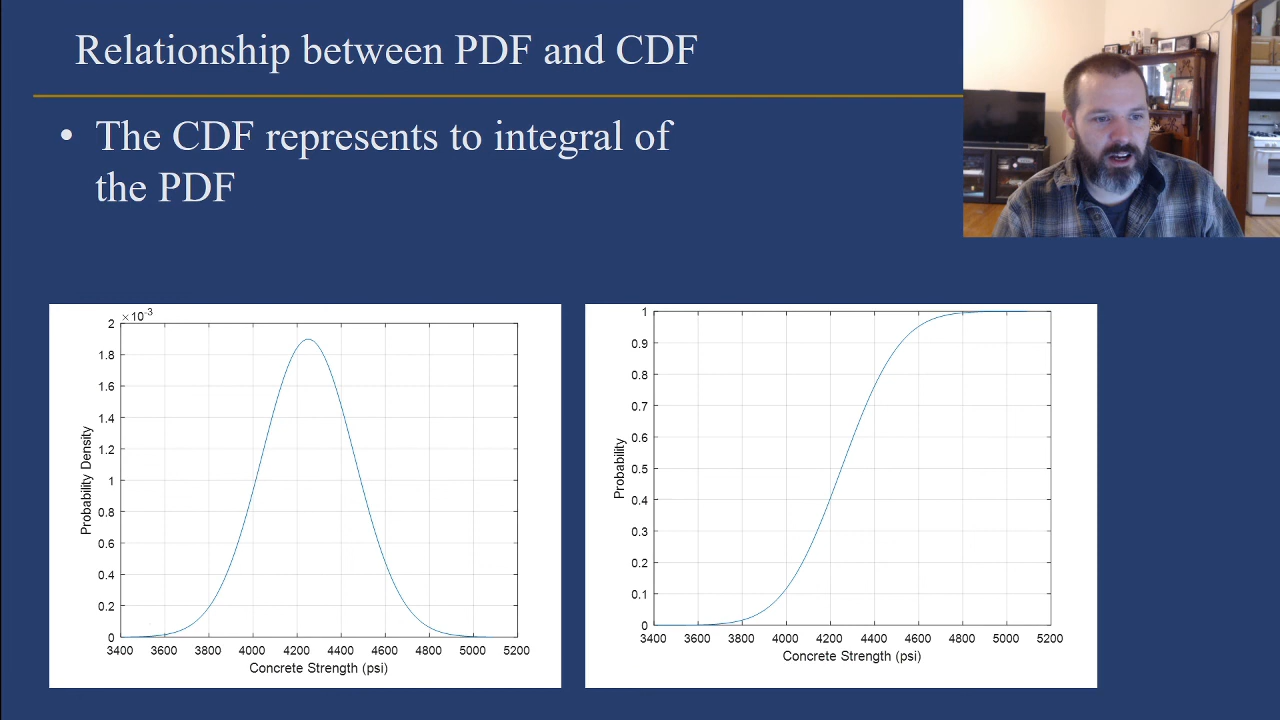 Relationship between PDF and CDF
• The CDF represents to integral of
the PDF
×10⁻³
2
1.8
1.6
1.4
1.2
1
0.8
0.6
0.4
0.2
0
Probability Density
3400 3600 3800 4000 4200 4400 4600 4800 5000 5200
Concrete Strength (psi)
1
0.9
0.8
0.7
0.6
0.5
0.4
0.3
0.2
0.1
0
Probability
3400 3600 3800 4000 4200 4400 4600 4800 5000 5200
Concrete Strength (psi)